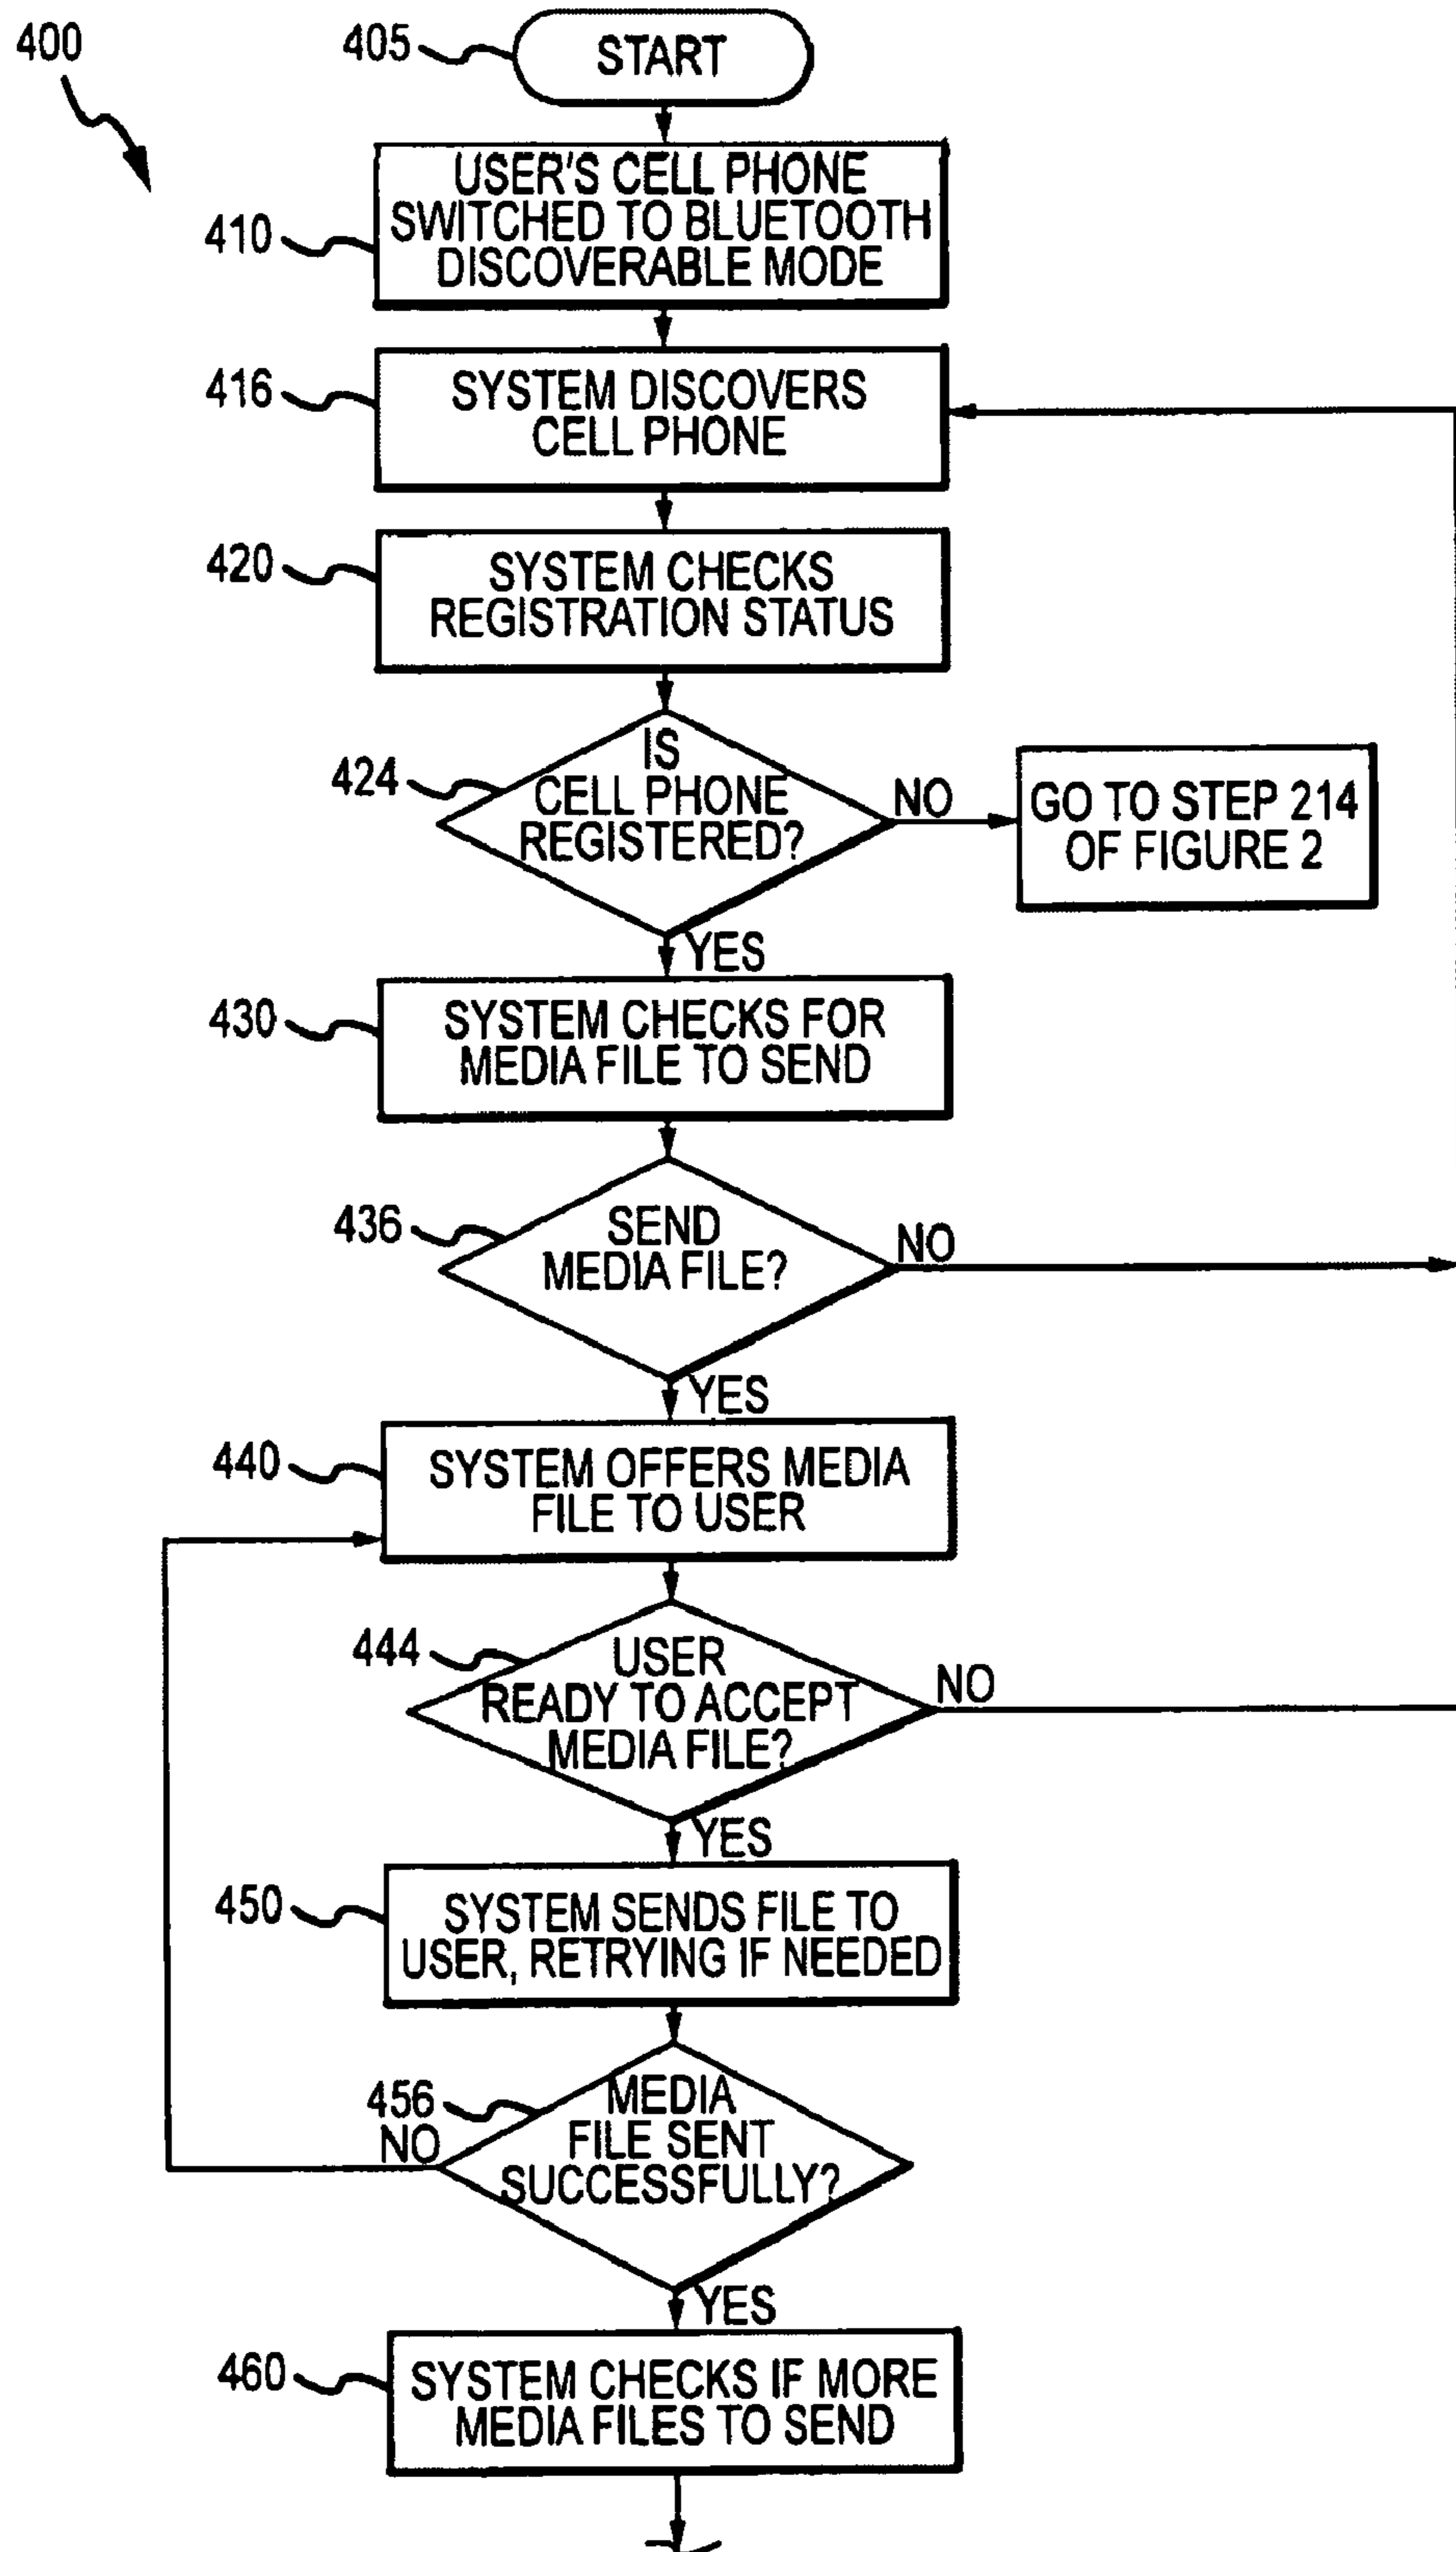 400
405
START
USER'S CELL PHONE
SWITCHED TO BLUETOOTH
DISCOVERABLE MODE
410
416
SYSTEM DISCOVERS
CELL PHONE
420
SYSTEM CHECKS
REGISTRATION STATUS
424
IS
CELL PHONE
REGISTERED?
NO
GO TO STEP 214
OF FIGURE 2
YES
430
SYSTEM CHECKS FOR
MEDIA FILE TO SEND
436
SEND
MEDIA FILE?
NO
YES
440
SYSTEM OFFERS MEDIA
FILE TO USER
444
USER
READY TO ACCEPT
MEDIA FILE?
NO
YES
450
SYSTEM SENDS FILE TO
USER, RETRYING IF NEEDED
456
MEDIA
FILE SENT
SUCCESSFULLY?
NO
YES
460
SYSTEM CHECKS IF MORE
MEDIA FILES TO SEND